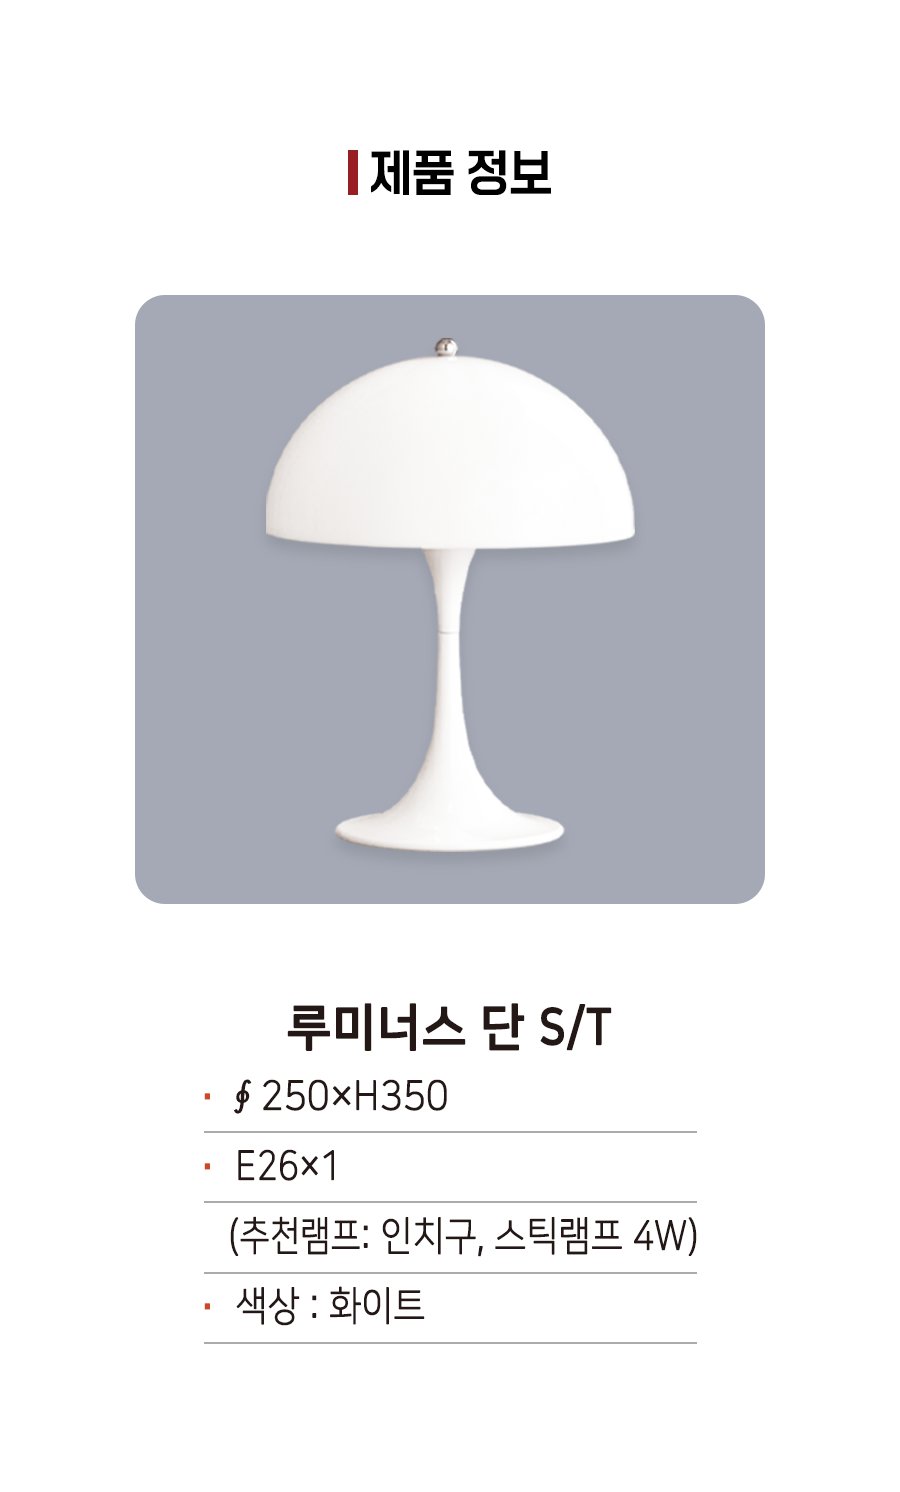 제품 정보
루미너스 단 S/T
∮ 250×H350
E26×1
(추천램프: 인치구, 스틱램프 4W)
색상 : 화이트